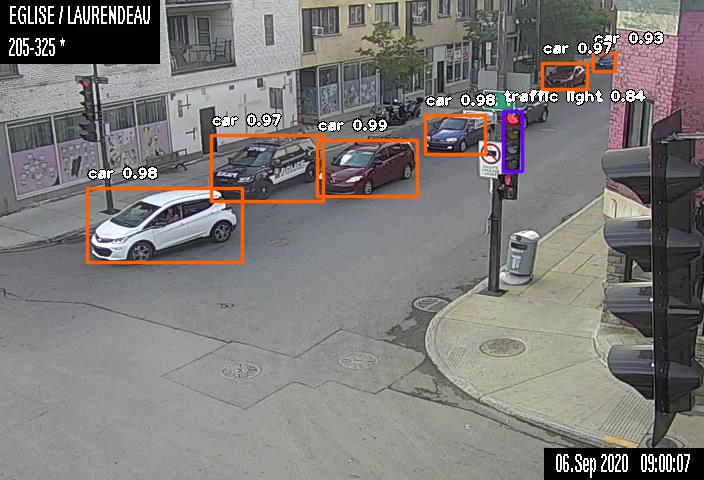 EGLISE / LAURENDEAU
205-325 *
car 0.93
car 0.97
traffic light 0.84
car 0.98
car 0.99
car 0.97
POLICE
car 0.98
06.Sep 2020 09:00:07